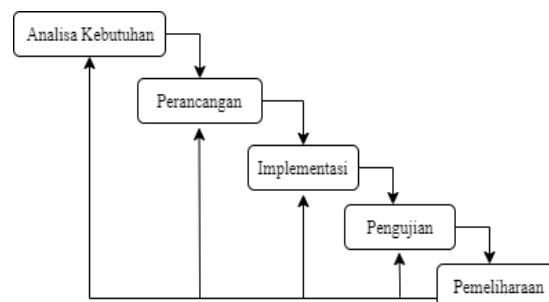 Analisa Kebutuhan
Perancangan
Implementasi
Pengujian
Pemeliharaan